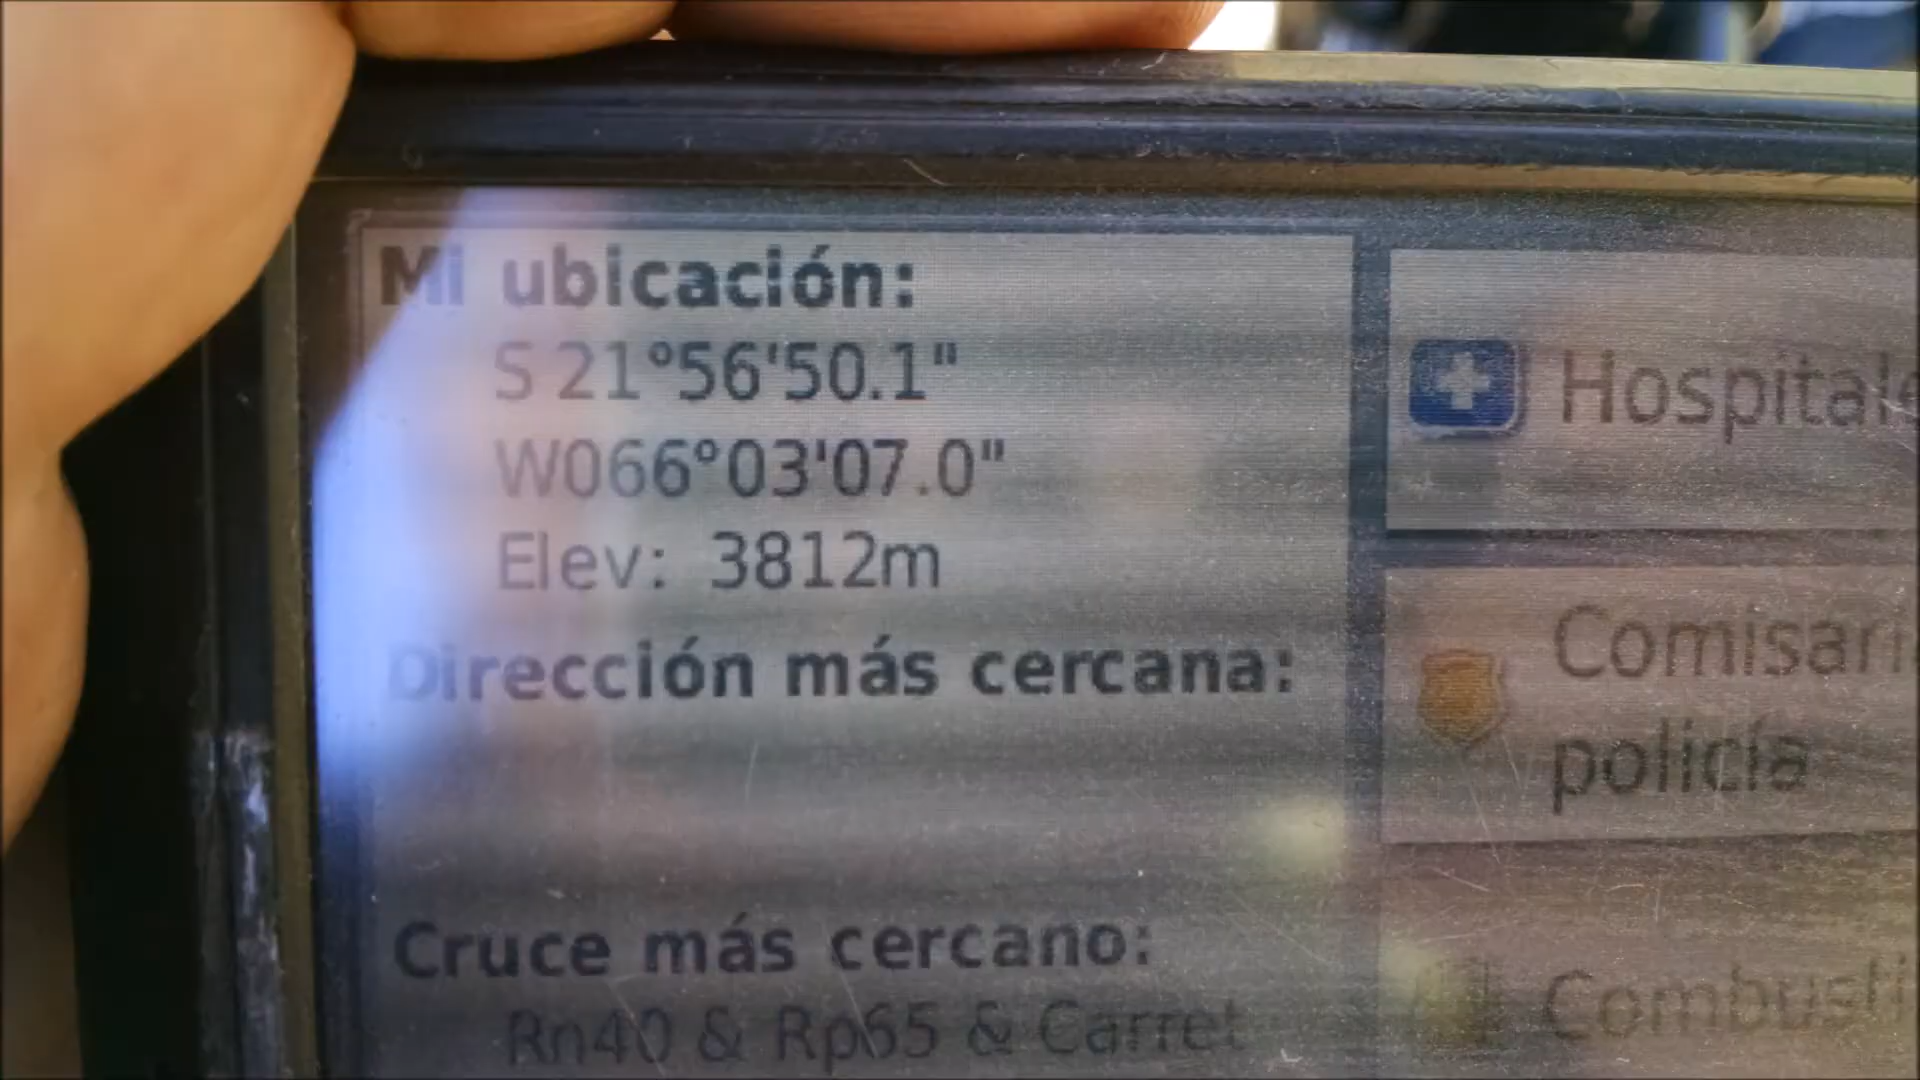 Mi ubicación:
S 21°56'50.1"
W066°03'07.0"
Elev: 3812m
Dirección más cercana:
Cruce más cercano:
Rn40 & Rp65 & Carret
Hospitale
Comisari
policía
Combusti